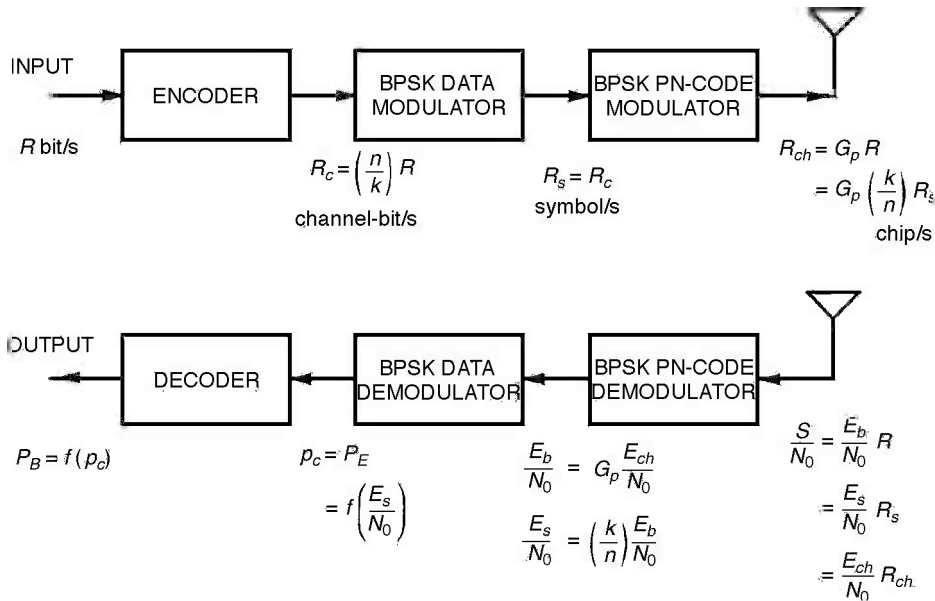 INPUT
R bit/s
ENCODER
R_c = (n/k) R
channel-bit/s
BPSK DATA
MODULATOR
R_s = R_c
symbol/s
BPSK PN-CODE
MODULATOR
R_ch = G_p R
= G_p (k/n) R_s
chip/s
OUTPUT
P_B = f(p_c)
DECODER
p_c = P_E
= f(E_s/N_0)
BPSK DATA
DEMODULATOR
E_b/N_0 = G_p E_ch/N_0
E_s/N_0 = (k/n) E_b/N_0
BPSK PN-CODE
DEMODULATOR
S/N_0 = E_b/N_0 R
= E_s/N_0 R_s
= E_ch/N_0 R_ch